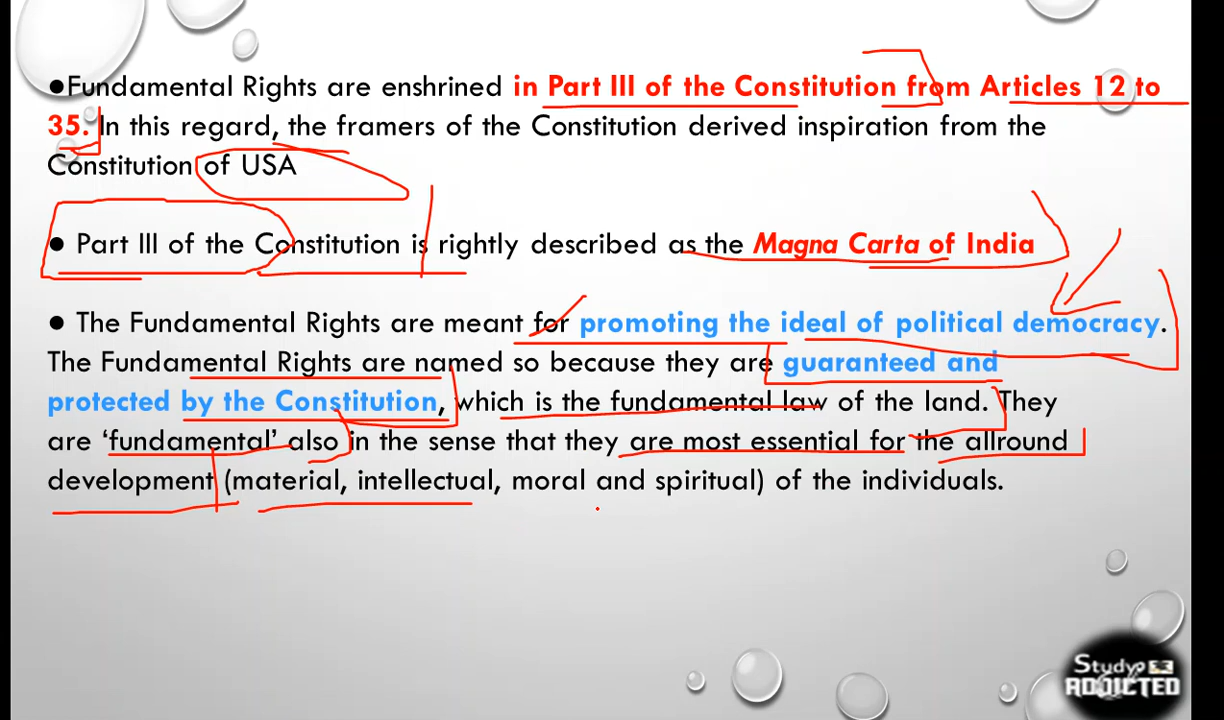 ●Fundamental Rights are enshrined in Part III of the Constitution from Articles 12 to
35. In this regard, the framers of the Constitution derived inspiration from the
Constitution of USA
● Part III of the Constitution is rightly described as the Magna Carta of India
● The Fundamental Rights are meant for promoting the ideal of political democracy.
The Fundamental Rights are named so because they are guaranteed and
protected by the Constitution, which is the fundamental law of the land. They
are ‘fundamental’ also in the sense that they are most essential for the allround
development (material, intellectual, moral and spiritual) of the individuals.
Study
ADDICTED